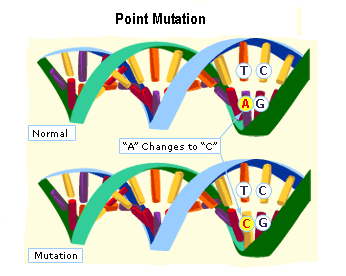 Point Mutation
T C
A G
Normal
"A" Changes to "C"
T C
C G
Mutation